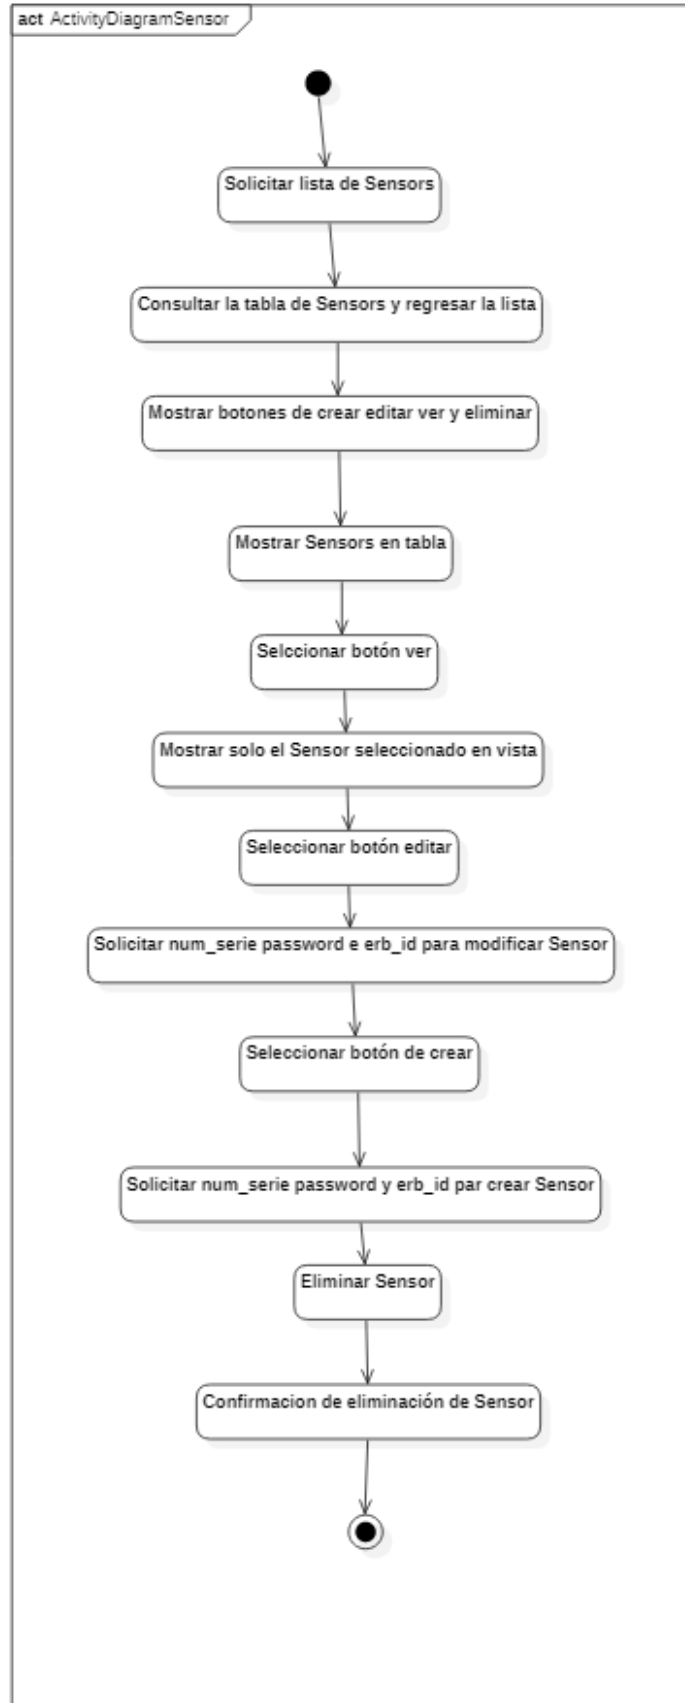 act ActivityDiagramSensor
Solicitar lista de Sensors
Consultar la tabla de Sensors y regresar la lista
Mostrar botones de crear editar ver y eliminar
Mostrar Sensors en tabla
Selccionar botón ver
Mostrar solo el Sensor seleccionado en vista
Seleccionar botón editar
Solicitar num_serie password e erb_id para modificar Sensor
Seleccionar botón de crear
Solicitar num_serie password y erb_id par crear Sensor
Eliminar Sensor
Confirmacion de eliminación de Sensor